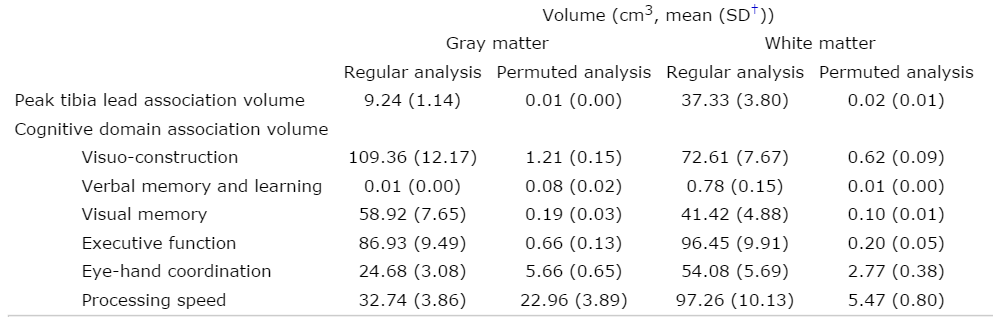 Volume (cm3, mean (SD†))
Gray matter White matter
Regular analysis Permuted analysis Regular analysis Permuted analysis
Peak tibia lead association volume 9.24 (1.14) 0.01 (0.00) 37.33 (3.80) 0.02 (0.01)
Cognitive domain association volume
Visuo-construction 109.36 (12.17) 1.21 (0.15) 72.61 (7.67) 0.62 (0.09)
Verbal memory and learning 0.01 (0.00) 0.08 (0.02) 0.78 (0.15) 0.01 (0.00)
Visual memory 58.92 (7.65) 0.19 (0.03) 41.42 (4.88) 0.10 (0.01)
Executive function 86.93 (9.49) 0.66 (0.13) 96.45 (9.91) 0.20 (0.05)
Eye-hand coordination 24.68 (3.08) 5.66 (0.65) 54.08 (5.69) 2.77 (0.38)
Processing speed 32.74 (3.86) 22.96 (3.89) 97.26 (10.13) 5.47 (0.80)